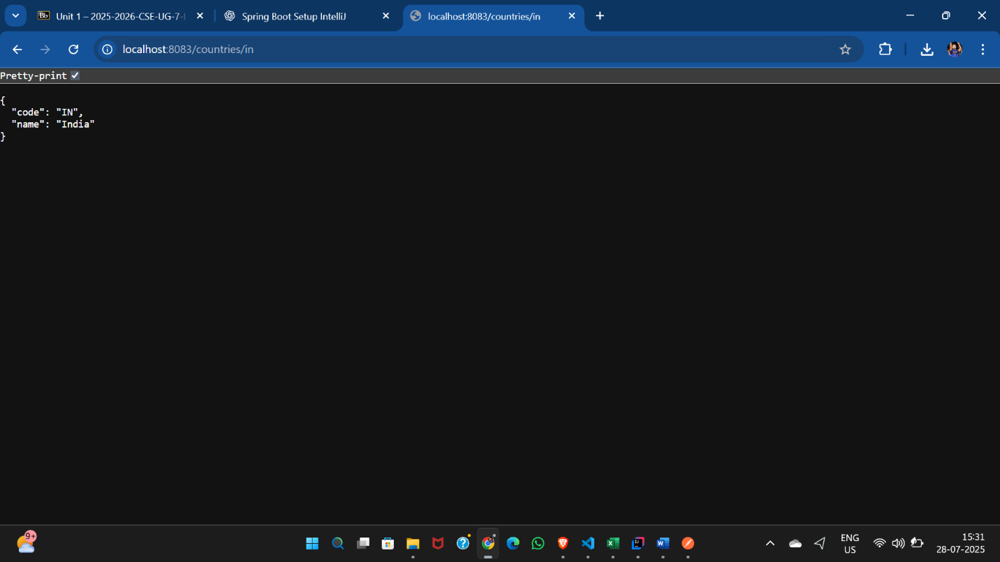 Unit 1 – 2025-2026-CSE-UG-7-
Spring Boot Setup IntelliJ
localhost:8083/countries/in
localhost:8083/countries/in
Pretty-print
{
"code": "IN",
"name": "India"
}
9+
ENG
US
15:31
28-07-2025